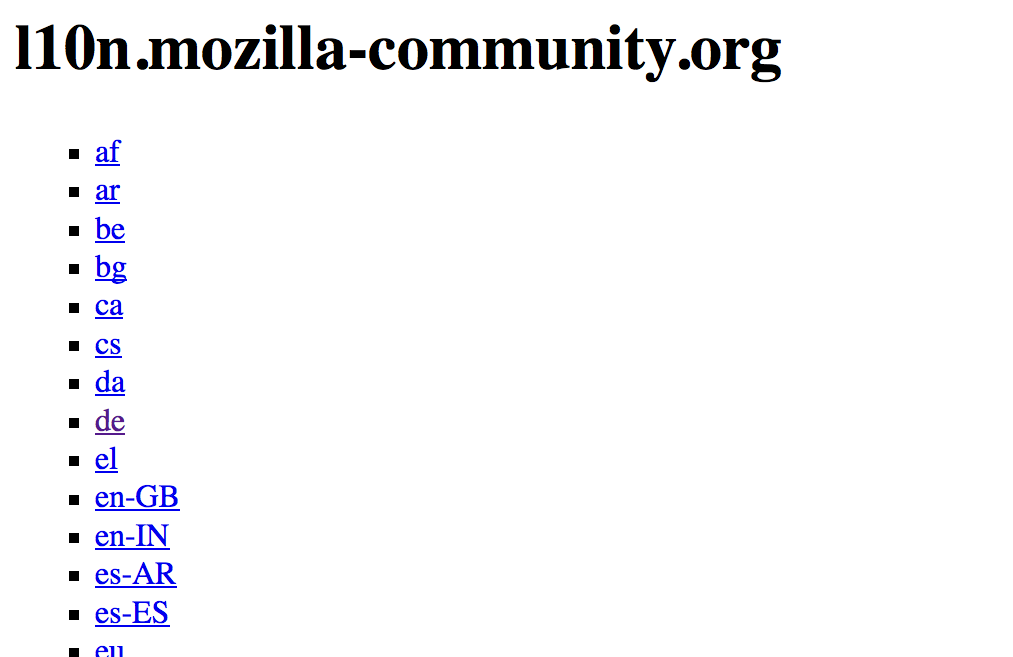 l10n.mozilla-community.org
af
ar
be
bg
ca
cs
da
de
el
en-GB
en-IN
es-AR
es-ES
eu